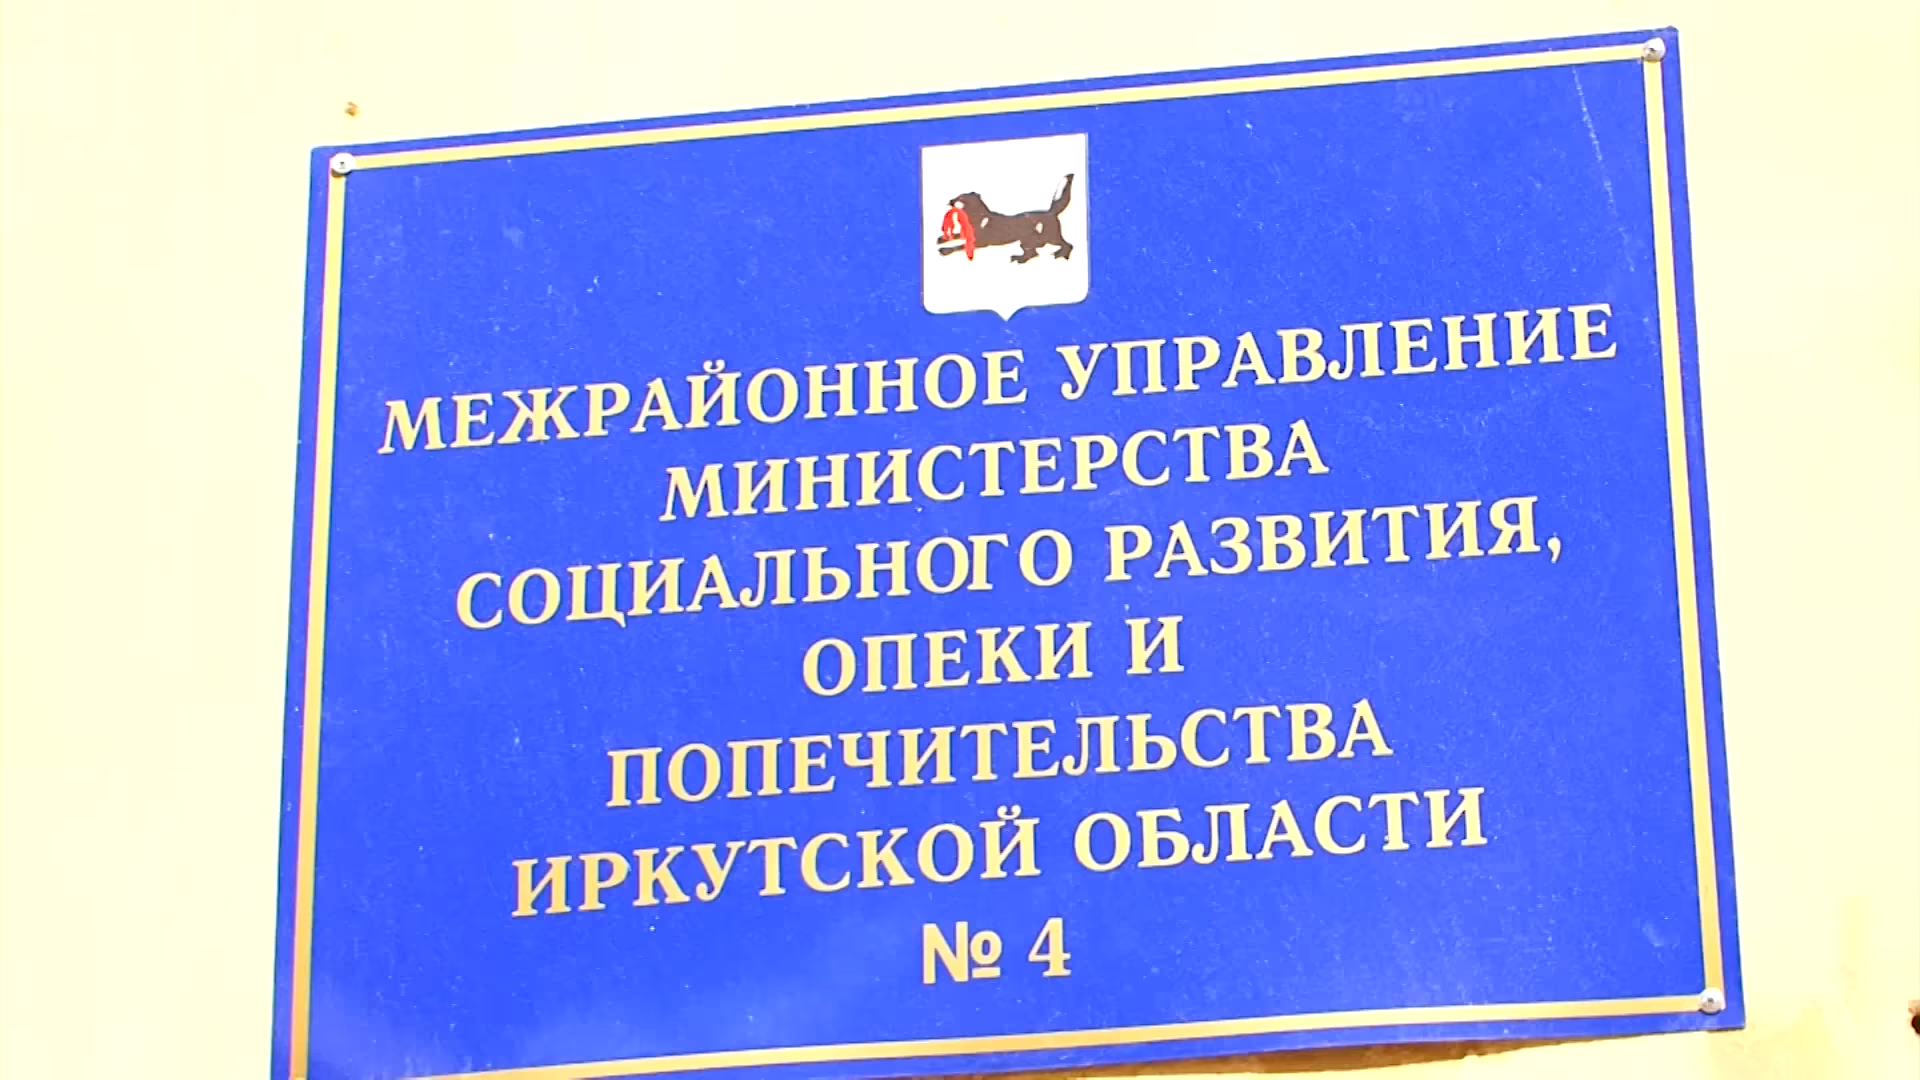 МЕЖРАЙОННОЕ УПРАВЛЕНИЕ
МИНИСТЕРСТВА
СОЦИАЛЬНОГО РАЗВИТИЯ,
ОПЕКИ И
ПОПЕЧИТЕЛЬСТВА
ИРКУТСКОЙ ОБЛАСТИ
№ 4